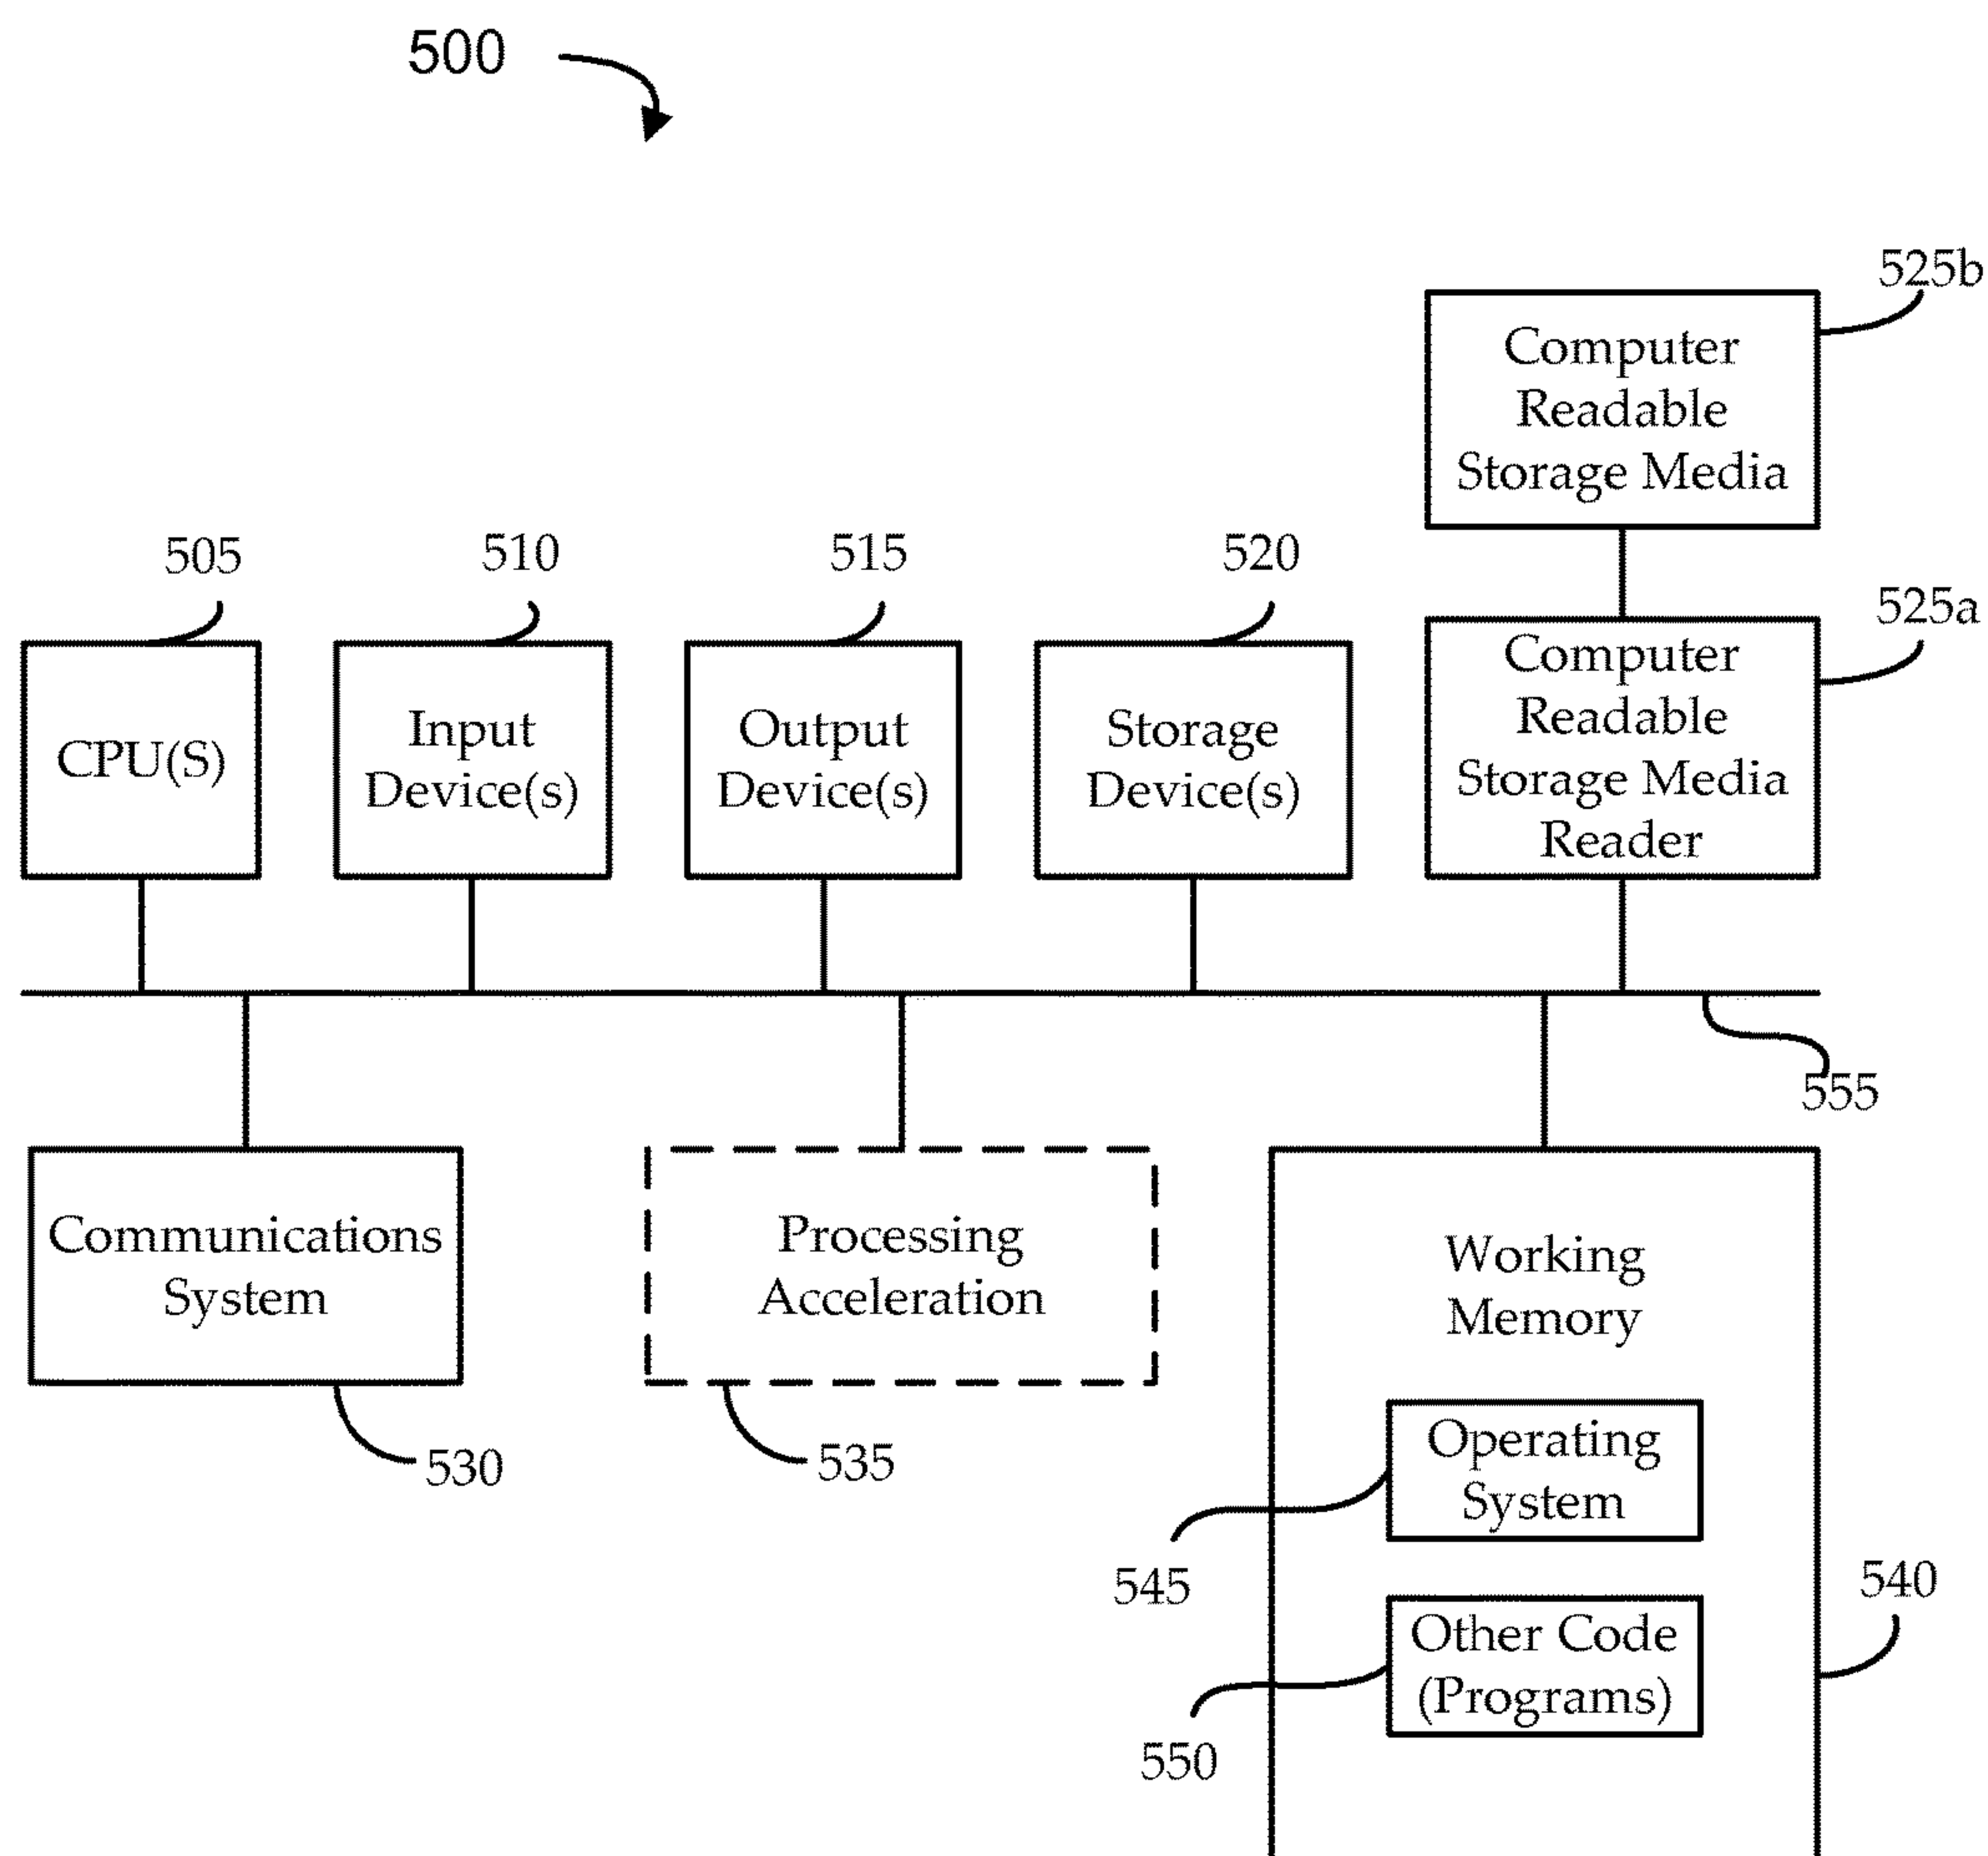 500
525b
Computer
Readable
Storage Media
505
510
515
520
525a
CPU(S)
Input
Device(s)
Output
Device(s)
Storage
Device(s)
Computer
Readable
Storage Media
Reader
555
Communications
System
530
Processing
Acceleration
535
Working
Memory
Operating
System
545
540
Other Code
(Programs)
550